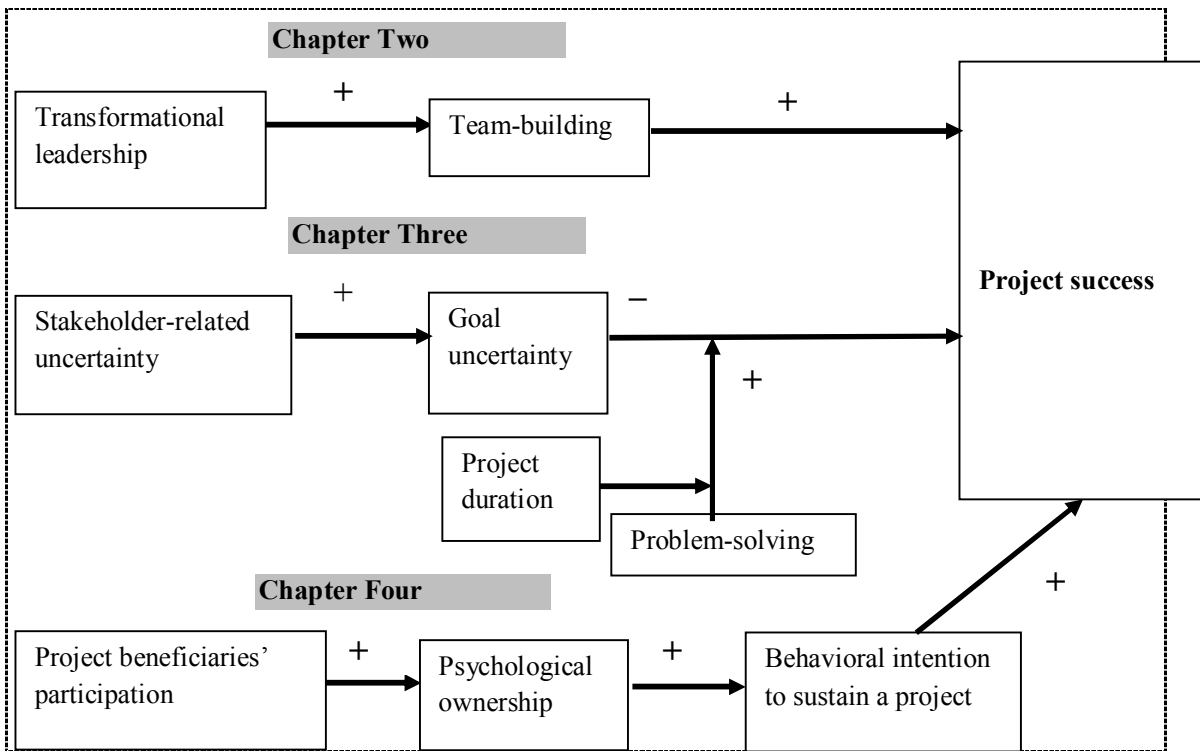 Chapter Two
+
+
Transformational
leadership
Team-building
Chapter Three
+
−
Stakeholder-related
uncertainty
Goal
uncertainty
Project success
+
Project
duration
Problem-solving
Chapter Four
+
+
+
Project beneficiaries’
participation
Psychological
ownership
Behavioral intention
to sustain a project